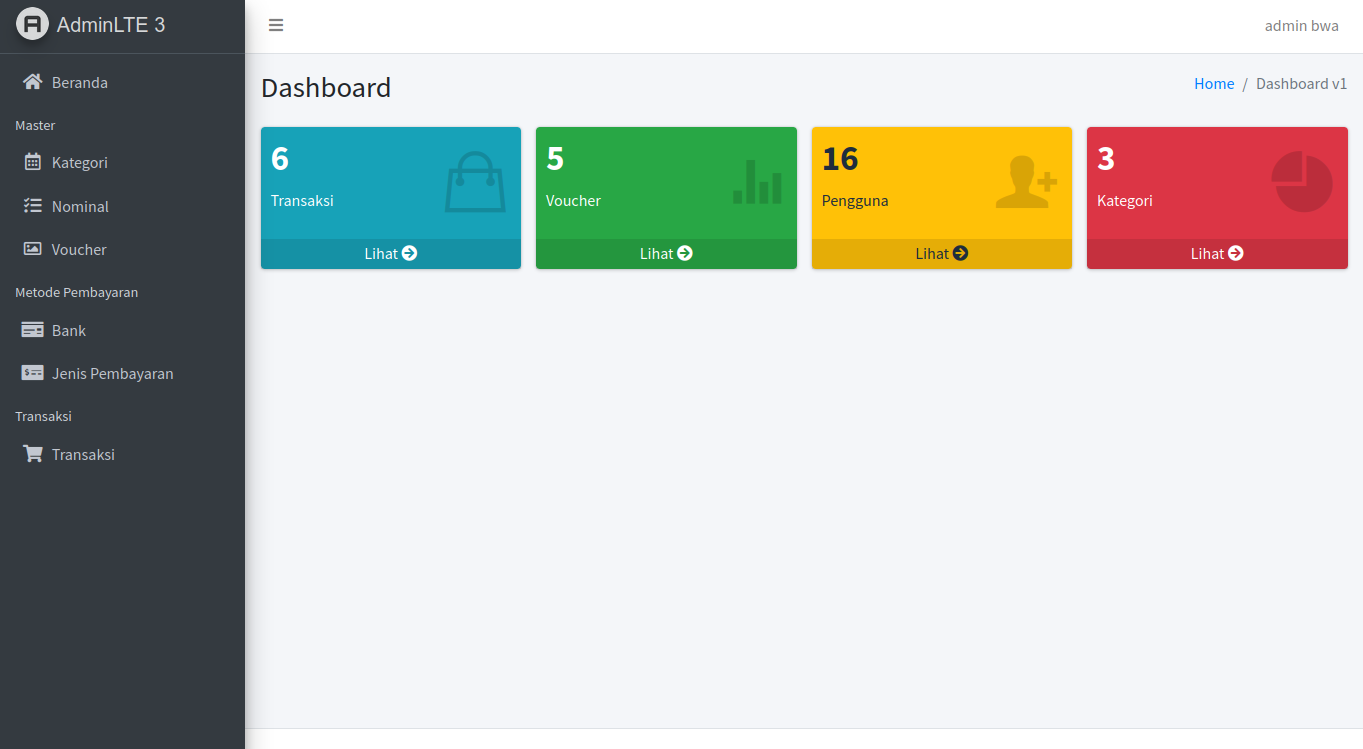 AdminLTE 3
Beranda
Master
Kategori
Nominal
Voucher
Metode Pembayaran
Bank
Jenis Pembayaran
Transaksi
Transaksi
admin bwa
Dashboard
Home / Dashboard v1
6
Transaksi
Lihat
5
Voucher
Lihat
16
Pengguna
Lihat
3
Kategori
Lihat